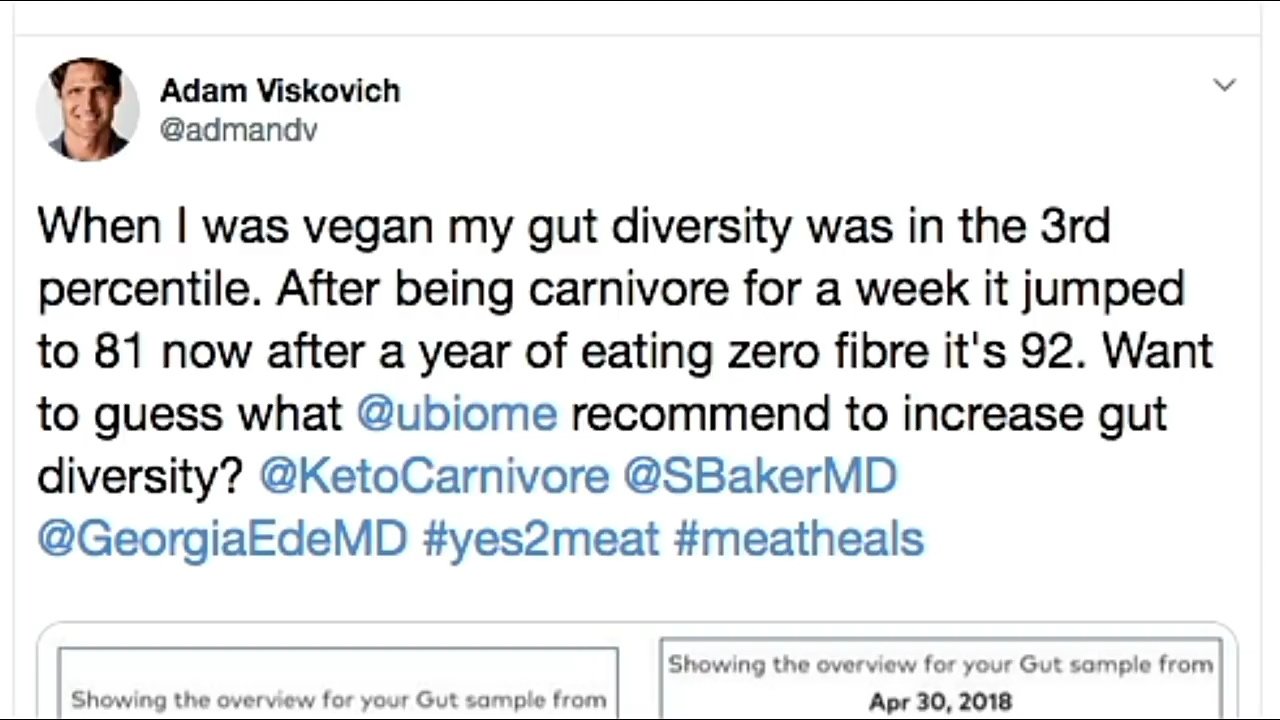 Adam Viskovich
@admandv
When I was vegan my gut diversity was in the 3rd
percentile. After being carnivore for a week it jumped
to 81 now after a year of eating zero fibre it's 92. Want
to guess what @ubiome recommend to increase gut
diversity? @KetoCarnivore @SBakerMD
@GeorgiaEdeMD #yes2meat #meatheals
Showing the overview for your Gut sample from
Showing the overview for your Gut sample from
Apr 30, 2018